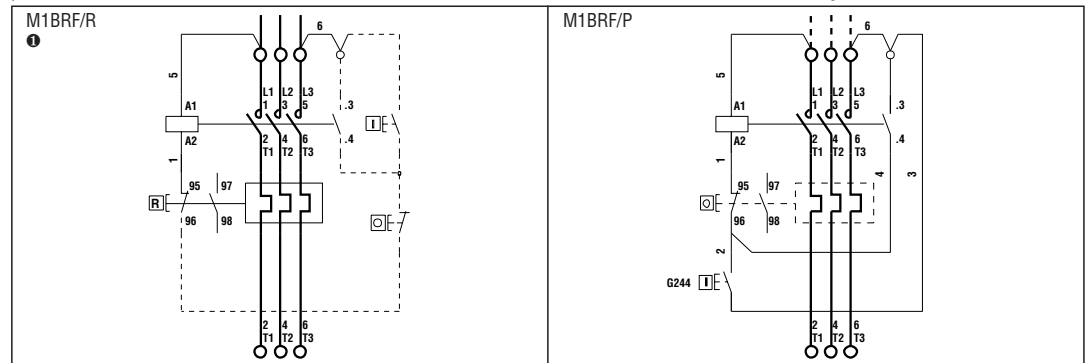 M1BRF/R
❶
6
5
L1 L2 L3
1 3 5
.3
A1
I
A2
2 4 6
.4
T1 T2 T3
1
95 97
R
96 98
O
2 4 6
T1 T2 T3
M1BRF/P
6
5
L1 L2 L3
1 3 5
.3
A1
A2
2 4 6
.4
T1 T2 T3
1
4 3
95 97
O
96 98
2
G244 I
2 4 6
T1 T2 T3